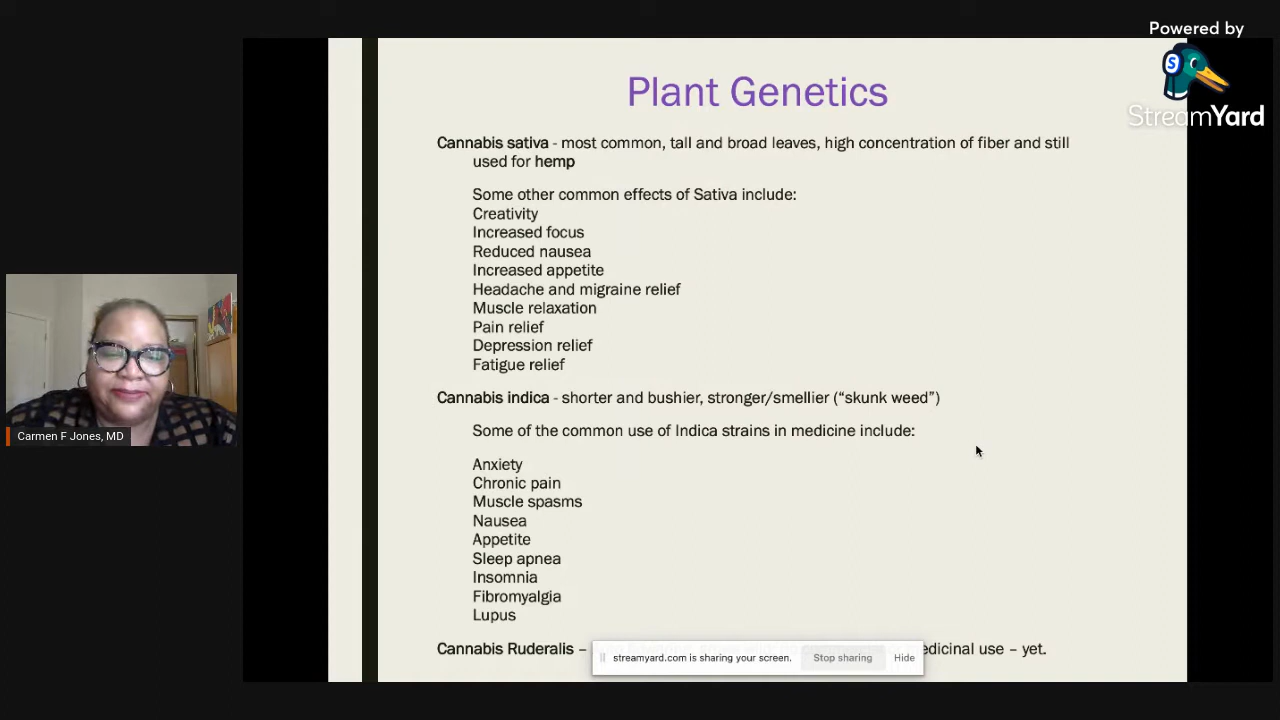 Powered by
StreamYard
Plant Genetics
Cannabis sativa - most common, tall and broad leaves, high concentration of fiber and still
used for hemp
Some other common effects of Sativa include:
Creativity
Increased focus
Reduced nausea
Increased appetite
Headache and migraine relief
Muscle relaxation
Pain relief
Depression relief
Fatigue relief
Cannabis indica - shorter and bushier, stronger/smellier (“skunk weed”)
Some of the common use of Indica strains in medicine include:
Anxiety
Chronic pain
Muscle spasms
Nausea
Appetite
Sleep apnea
Insomnia
Fibromyalgia
Lupus
Cannabis Ruderalis – edicinal use – yet.
streamyard.com is sharing your screen. Stop sharing Hide
Carmen F Jones, MD